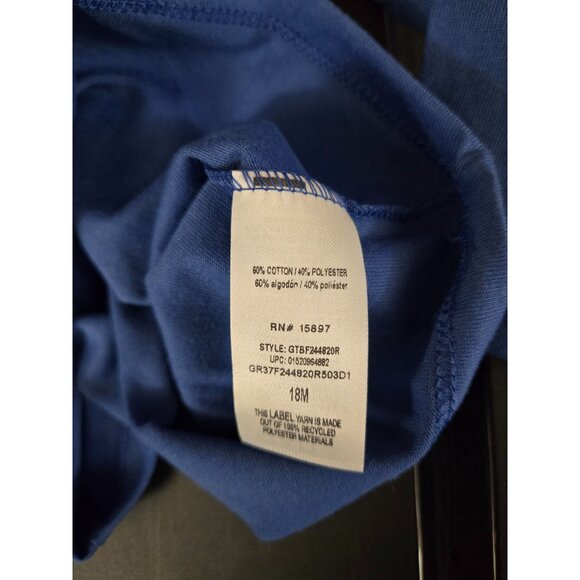 60% COTTON / 40% POLYESTER
60% algodón / 40% poliéster
RN# 15897
STYLE: GTBF244820R
UPC: 01520964882
GR37F244820R503D1
18M
THIS LABEL YARN IS MADE
OUT OF 100% RECYCLED
POLYESTER MATERIALS